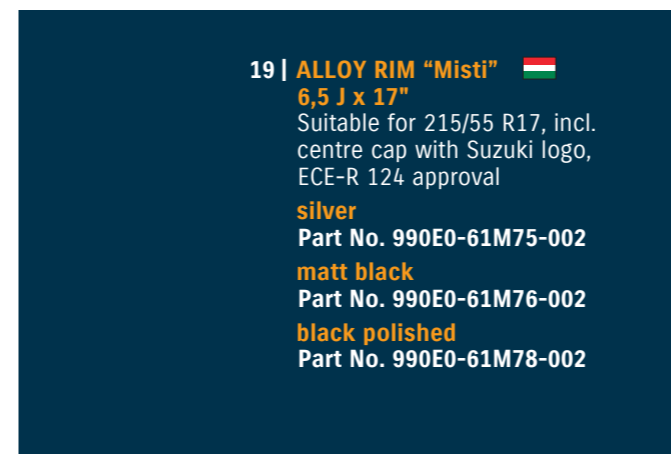 19 | ALLOY RIM “Misti”
6,5 J x 17"
Suitable for 215/55 R17, incl.
centre cap with Suzuki logo,
ECE-R 124 approval
silver
Part No. 990E0-61M75-002
matt black
Part No. 990E0-61M76-002
black polished
Part No. 990E0-61M78-002